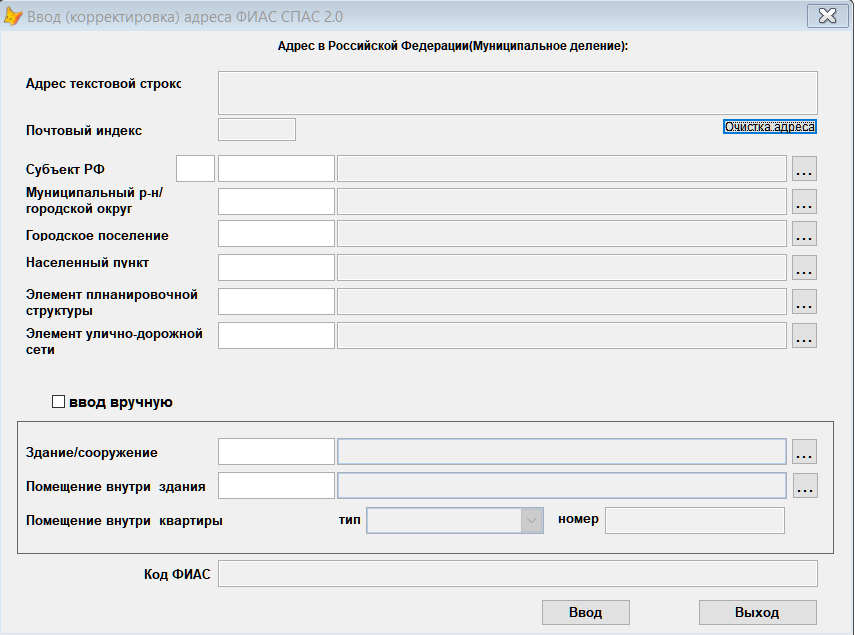 Ввод (корректировка) адреса ФИАС СПАС 2.0
Адрес в Российской Федерации(Муниципальное деление):
Адрес текстовой строкс
Почтовый индекс
Очистка адреса
Субъект РФ
...
Муниципальный р-н/
городской округ
...
Городское поселение
...
Населенный пункт
...
Элемент плнанировочной
структуры
...
Элемент улично-дорожной
сети
...
ввод вручную
Здание/сооружение
...
Помещение внутри здания
...
Помещение внутри квартиры
тип
номер
Код ФИАС
Ввод
Выход